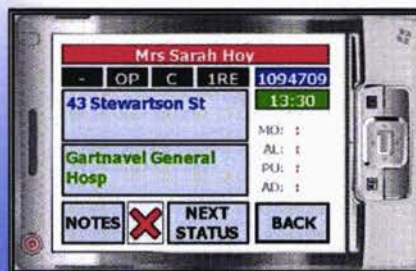 Mrs Sarah Hoy
- OP C 1RE 1094709
43 Stewartson St
13:30
MO: :
AL: :
Gartnavel General
Hosp
PU: :
AD: :
NOTES
NEXT
STATUS
BACK